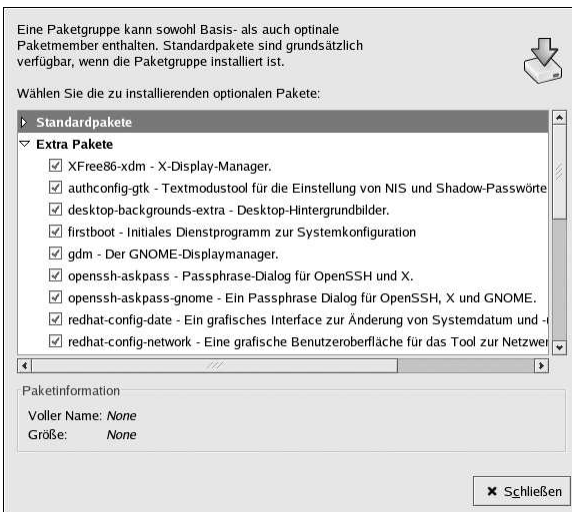 Eine Paketgruppe kann sowohl Basis- als auch optinale
Paketmember enthalten. Standardpakete sind grundsätzlich
verfügbar, wenn die Paketgruppe installiert ist.
Wählen Sie die zu installierenden optionalen Pakete:
Standardpakete
Extra Pakete
XFree86-xdm - X-Display-Manager.
authconfig-gtk - Textmodustool für die Einstellung von NIS und Shadow-Passwörte
desktop-backgrounds-extra - Desktop-Hintergrundbilder.
firstboot - Initiales Dienstprogramm zur Systemkonfiguration
gdm - Der GNOME-Displaymanager.
openssh-askpass - Passphrase-Dialog für OpenSSH und X.
openssh-askpass-gnome - Ein Passphrase Dialog für OpenSSH, X und GNOME.
redhat-config-date - Ein grafisches Interface zur Änderung von Systemdatum und -
redhat-config-network - Eine grafische Benutzeroberfläche für das Tool zur Netzwer
Paketinformation
Voller Name: None
Größe: None
Schließen